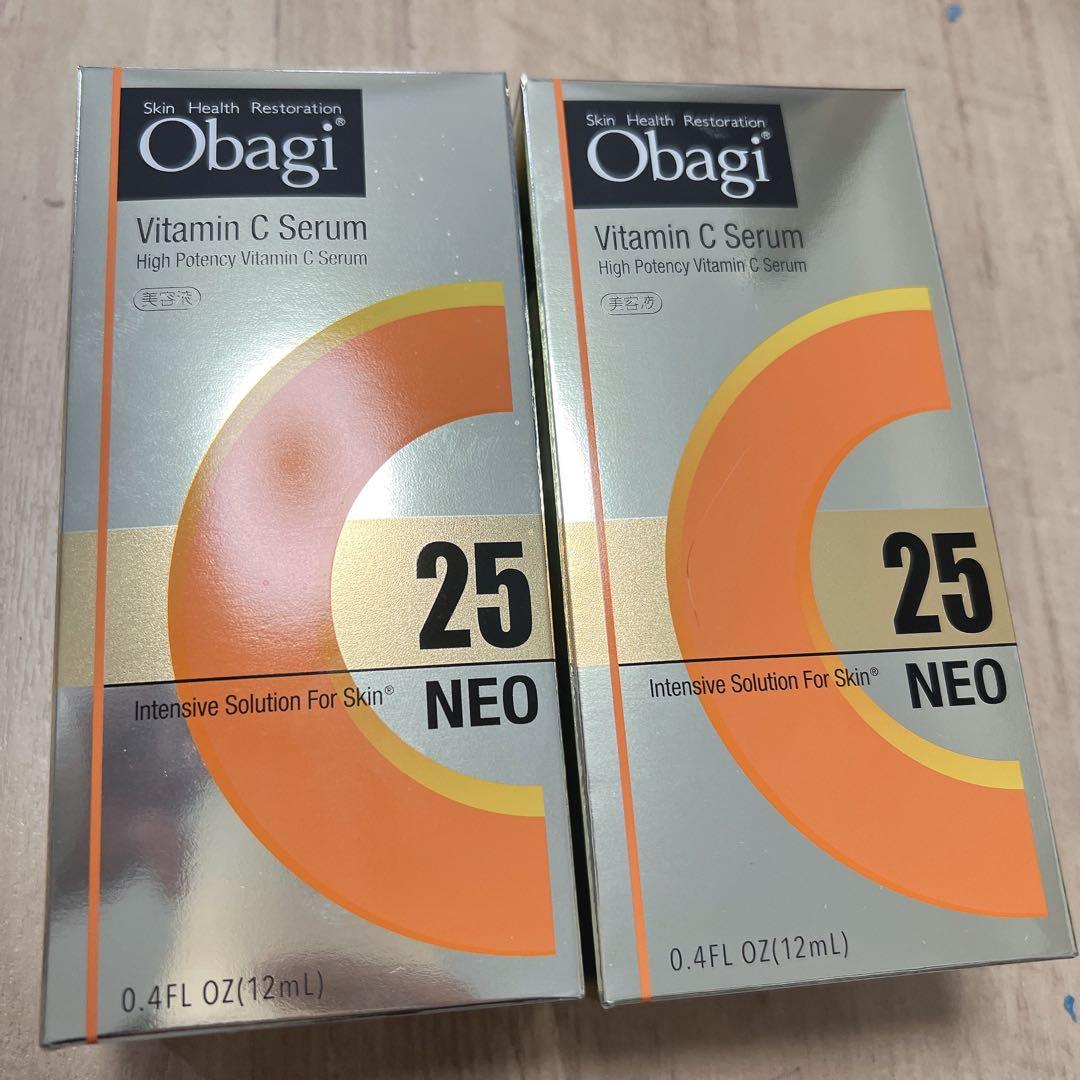 Skin Health Restoration
Obagi®
Vitamin C Serum
High Potency Vitamin C Serum
美容液
25
Intensive Solution For Skin®
NEO
0.4FL OZ(12mL)
Skin Health Restoration
Obagi®
Vitamin C Serum
High Potency Vitamin C Serum
美容液
25
Intensive Solution For Skin®
NEO
0.4FL OZ(12mL)